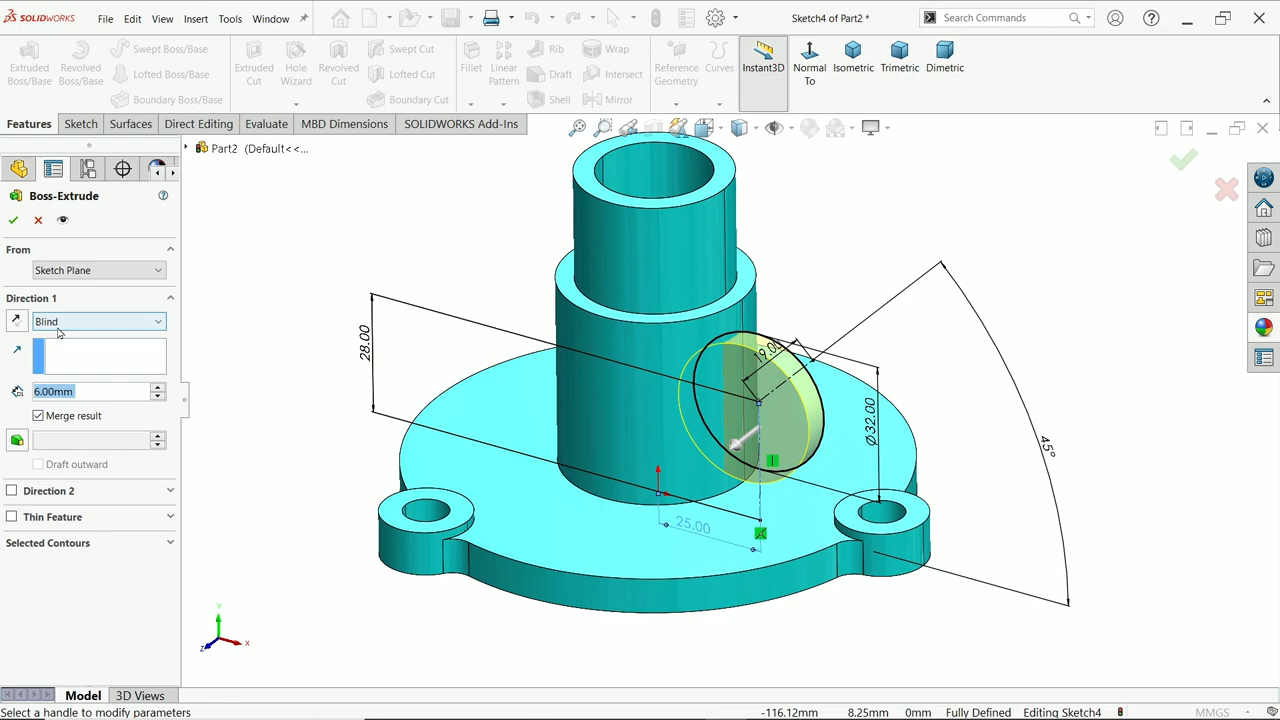 SOLIDWORKS File Edit View Insert Tools Window Sketch4 of Part2 * Search Commands
Extruded Boss/Base
Revolved Boss/Base
Swept Boss/Base
Lofted Boss/Base
Boundary Boss/Base
Extruded Cut
Hole Wizard
Revolved Cut
Swept Cut
Lofted Cut
Boundary Cut
Fillet
Linear Pattern
Rib
Draft
Shell
Wrap
Intersect
Mirror
Reference Geometry
Curves
Instant3D
Normal To
Isometric
Trimetric
Dimetric
Features Sketch Surfaces Direct Editing Evaluate MBD Dimensions SOLIDWORKS Add-Ins
Part2 (Default<<...
Boss-Extrude
From
Sketch Plane
Direction 1
Blind
6.00mm
Merge result
Draft outward
Direction 2
Thin Feature
Selected Contours
28.00
19.00
Ø32.00
45°
25.00
Y
X
Z
Model 3D Views
Select a handle to modify parameters -116.12mm 8.25mm 0mm Fully Defined Editing Sketch4 MMGS